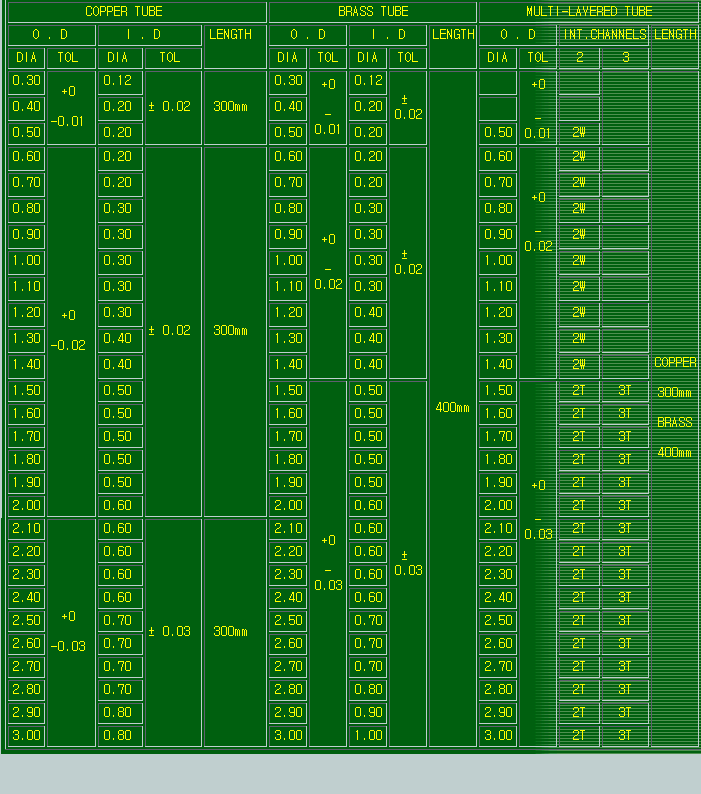 COPPER TUBE BRASS TUBE MULTI-LAVERED TUBE
O . D I . D LENGTH O . D I . D LENGTH O . D INT.CHANNELS LENGTH
DIA TOL DIA TOL DIA TOL DIA TOL DIA TOL 2 3
0.30 +0 0.12 0.30 +0 0.12 +0
0.40 -0.01 0.20 ± 0.02 300mm 0.40 - 0.01 0.20 ± 0.02 - 0.01
0.50 0.20 0.50 0.20 0.50 2W
0.60 0.20 0.60 0.20 0.60 2W
0.70 0.20 0.70 0.20 0.70 2W
0.80 0.30 0.80 0.30 0.80 +0 2W
0.90 0.30 0.90 +0 0.30 0.90 - 0.02 2W
1.00 0.30 1.00 - 0.02 0.30 ± 0.02 1.00 2W
1.10 0.30 1.10 0.30 1.10 2W
1.20 +0 0.30 1.20 0.40 1.20 2W
1.30 -0.02 0.40 ± 0.02 300mm 1.30 0.40 1.30 2W
1.40 0.40 1.40 0.40 1.40 2W COPPER
1.50 0.50 1.50 0.50 1.50 2T 3T 300mm
1.60 0.50 1.60 0.50 400mm 1.60 2T 3T
1.70 0.50 1.70 0.50 1.70 2T 3T BRASS
1.80 0.50 1.80 0.50 1.80 2T 3T 400mm
1.90 0.50 1.90 0.50 1.90 +0 2T 3T
2.00 0.60 2.00 0.60 2.00 2T 3T
2.10 0.60 2.10 +0 0.60 2.10 - 0.03 2T 3T
2.20 0.60 2.20 - 0.60 ± 0.03 2.20 2T 3T
2.30 0.60 2.30 0.03 0.60 2.30 2T 3T
2.40 0.60 2.40 0.60 2.40 2T 3T
2.50 +0 0.70 2.50 0.70 2.50 2T 3T
2.60 -0.03 0.70 ± 0.03 300mm 2.60 0.70 2.60 2T 3T
2.70 0.70 2.70 0.70 2.70 2T 3T
2.80 0.70 2.80 0.80 2.80 2T 3T
2.90 0.80 2.90 0.90 2.90 2T 3T
3.00 0.80 3.00 1.00 3.00 2T 3T